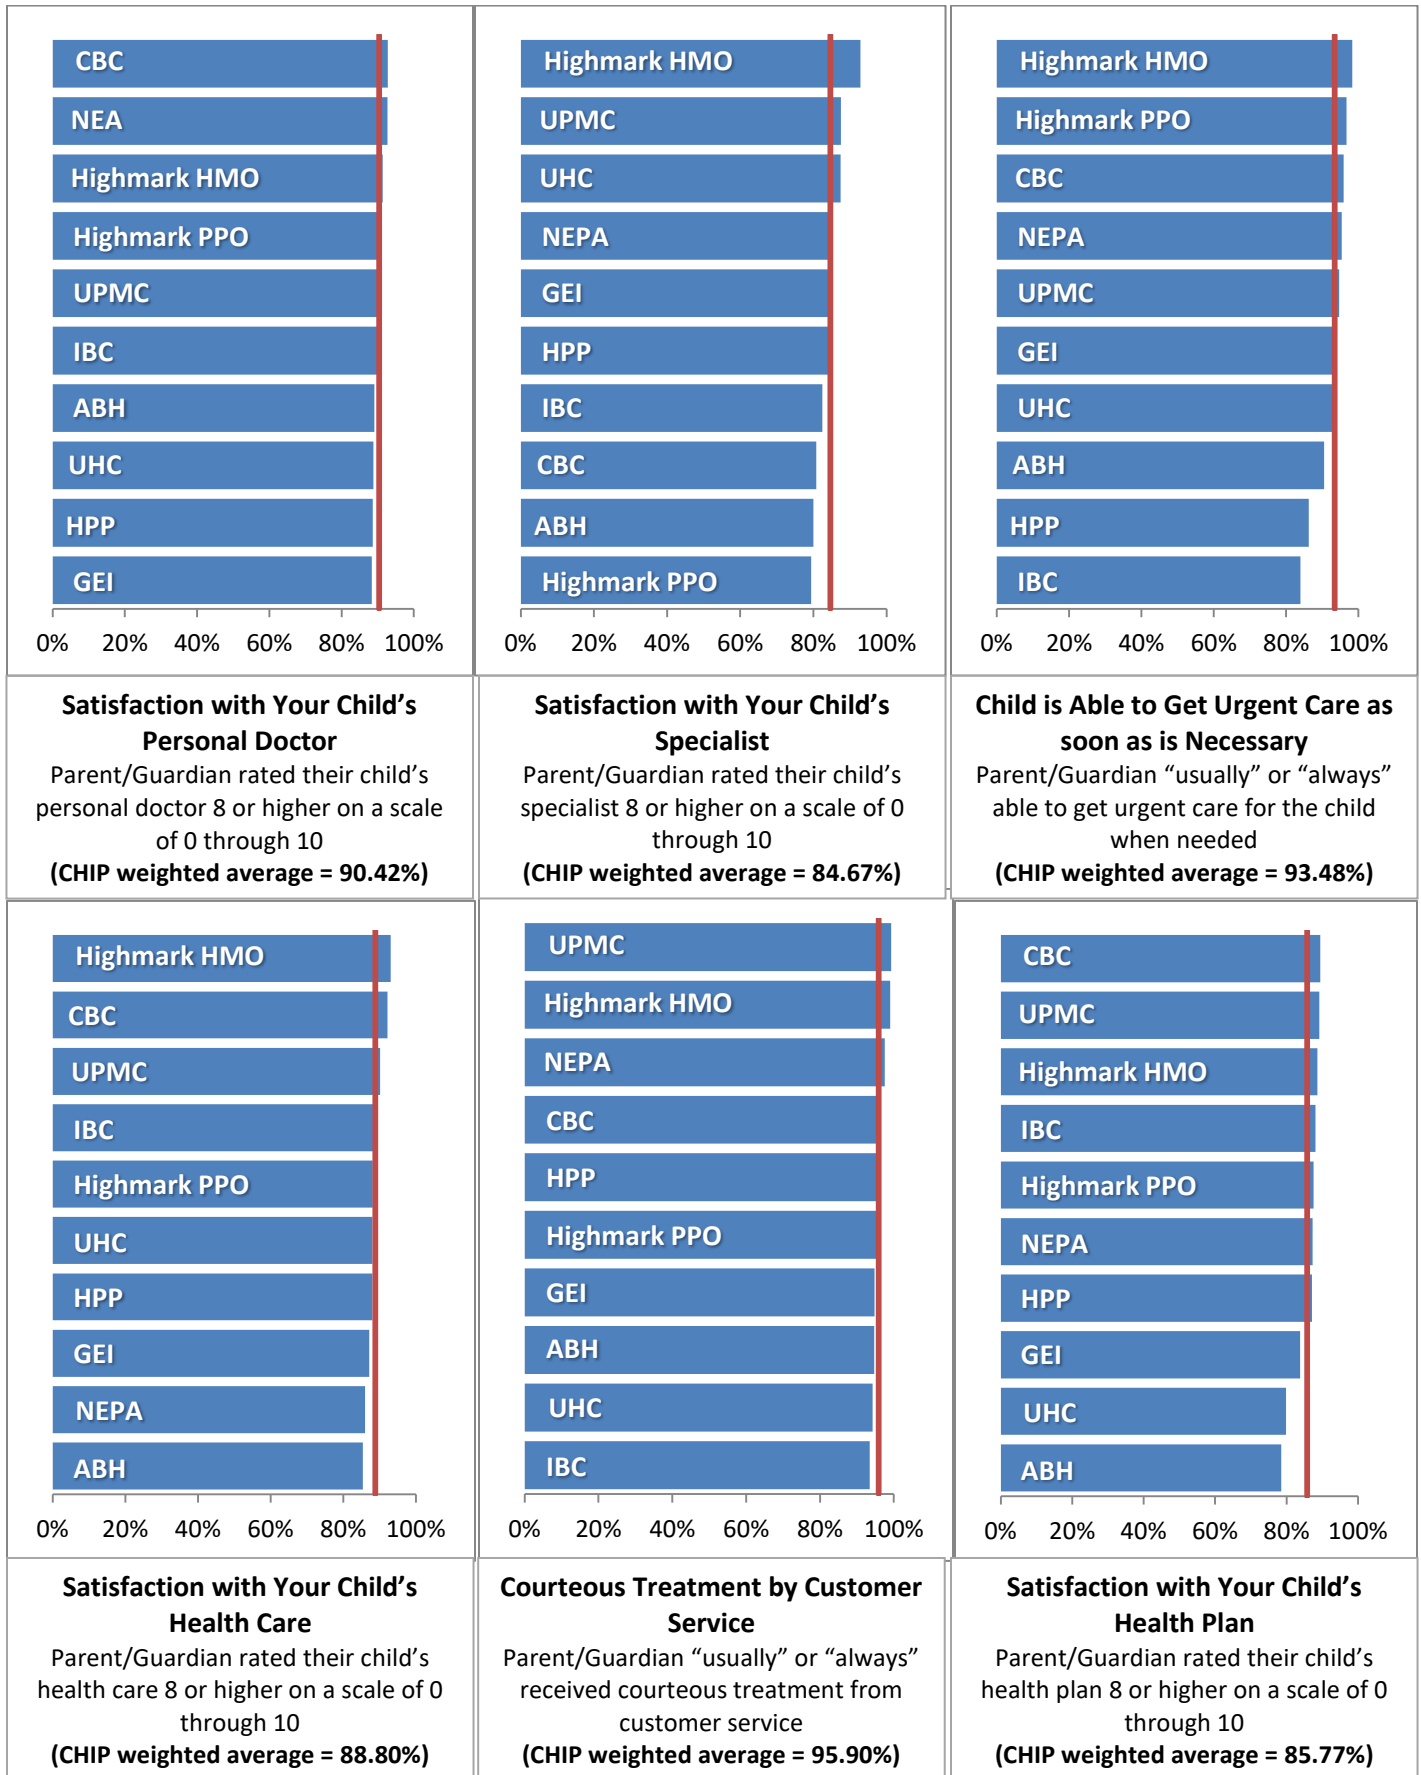 CBC
NEA
Highmark HMO
Highmark PPO
UPMC
IBC
ABH
UHC
HPP
GEI
0% 20% 40% 60% 80% 100%
Satisfaction with Your Child’s
Personal Doctor
Parent/Guardian rated their child’s
personal doctor 8 or higher on a scale
of 0 through 10
(CHIP weighted average = 90.42%)
Highmark HMO
UPMC
UHC
NEPA
GEI
HPP
IBC
CBC
ABH
Highmark PPO
0% 20% 40% 60% 80% 100%
Satisfaction with Your Child’s
Specialist
Parent/Guardian rated their child’s
specialist 8 or higher on a scale of 0
through 10
(CHIP weighted average = 84.67%)
Highmark HMO
Highmark PPO
CBC
NEPA
UPMC
GEI
UHC
ABH
HPP
IBC
0% 20% 40% 60% 80% 100%
Child is Able to Get Urgent Care as
soon as is Necessary
Parent/Guardian “usually” or “always”
able to get urgent care for the child
when needed
(CHIP weighted average = 93.48%)
Highmark HMO
CBC
UPMC
IBC
Highmark PPO
UHC
HPP
GEI
NEPA
ABH
0% 20% 40% 60% 80% 100%
Satisfaction with Your Child’s
Health Care
Parent/Guardian rated their child’s
health care 8 or higher on a scale of 0
through 10
(CHIP weighted average = 88.80%)
UPMC
Highmark HMO
NEPA
CBC
HPP
Highmark PPO
GEI
ABH
UHC
IBC
0% 20% 40% 60% 80% 100%
Courteous Treatment by Customer
Service
Parent/Guardian “usually” or “always”
received courteous treatment from
customer service
(CHIP weighted average = 95.90%)
CBC
UPMC
Highmark HMO
IBC
Highmark PPO
NEPA
HPP
GEI
UHC
ABH
0% 20% 40% 60% 80% 100%
Satisfaction with Your Child’s
Health Plan
Parent/Guardian rated their child’s
health plan 8 or higher on a scale of 0
through 10
(CHIP weighted average = 85.77%)